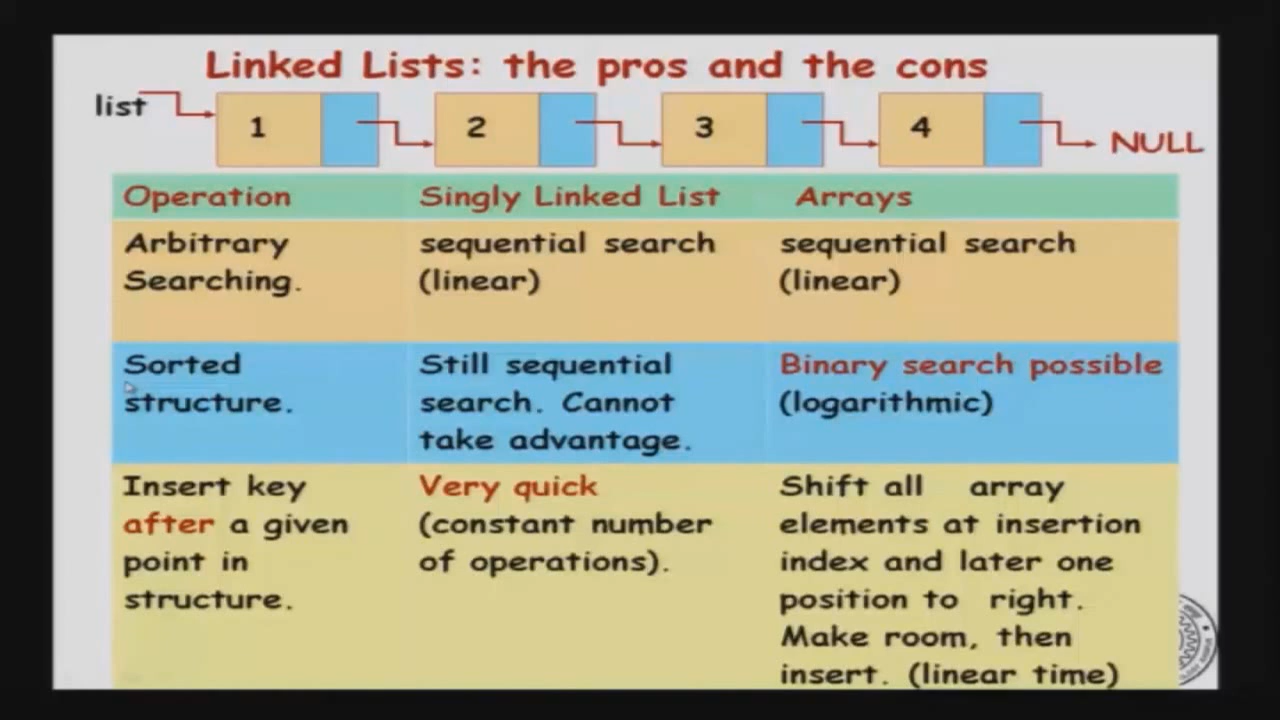 Linked Lists: the pros and the cons
list
1
2
3
4
NULL
Operation
Singly Linked List
Arrays
Arbitrary
Searching.
sequential search
(linear)
sequential search
(linear)
Sorted
structure.
Still sequential
search. Cannot
take advantage.
Binary search possible
(logarithmic)
Insert key
after a given
point in
structure.
Very quick
(constant number
of operations).
Shift all array
elements at insertion
index and later one
position to right.
Make room, then
insert. (linear time)